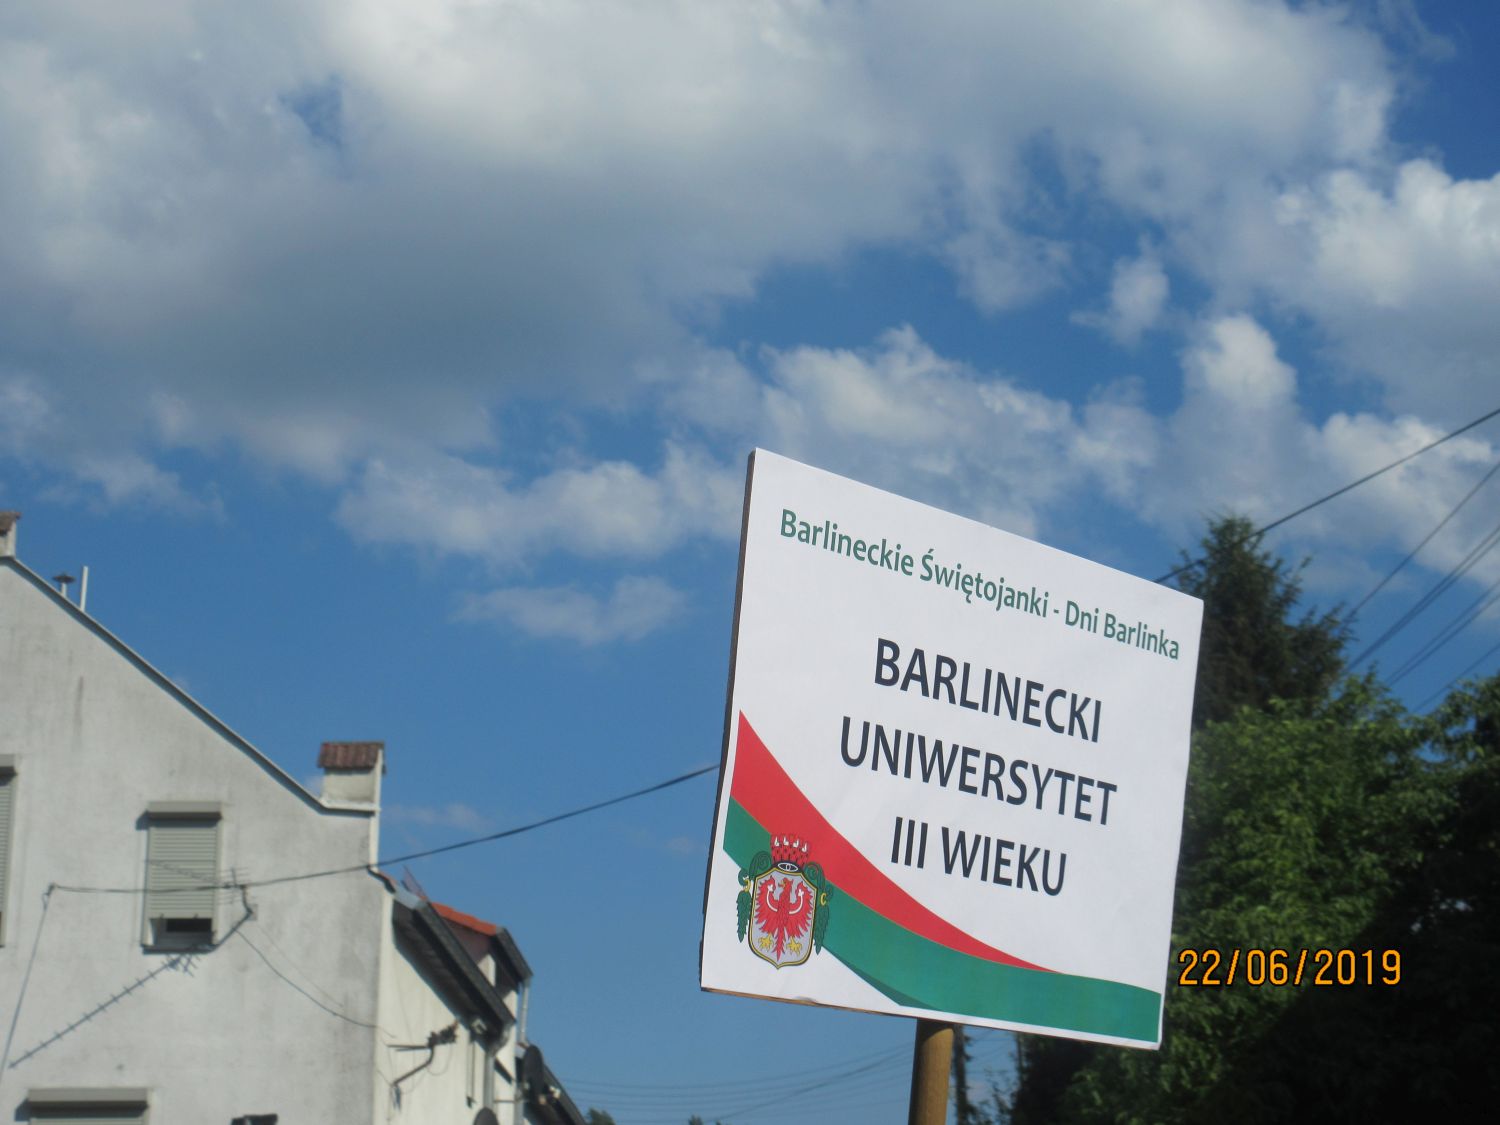 Barlineckie Świętojanki - Dni Barlinka
BARLINECKI
UNIWERSYTET
III WIEKU
22/06/2019